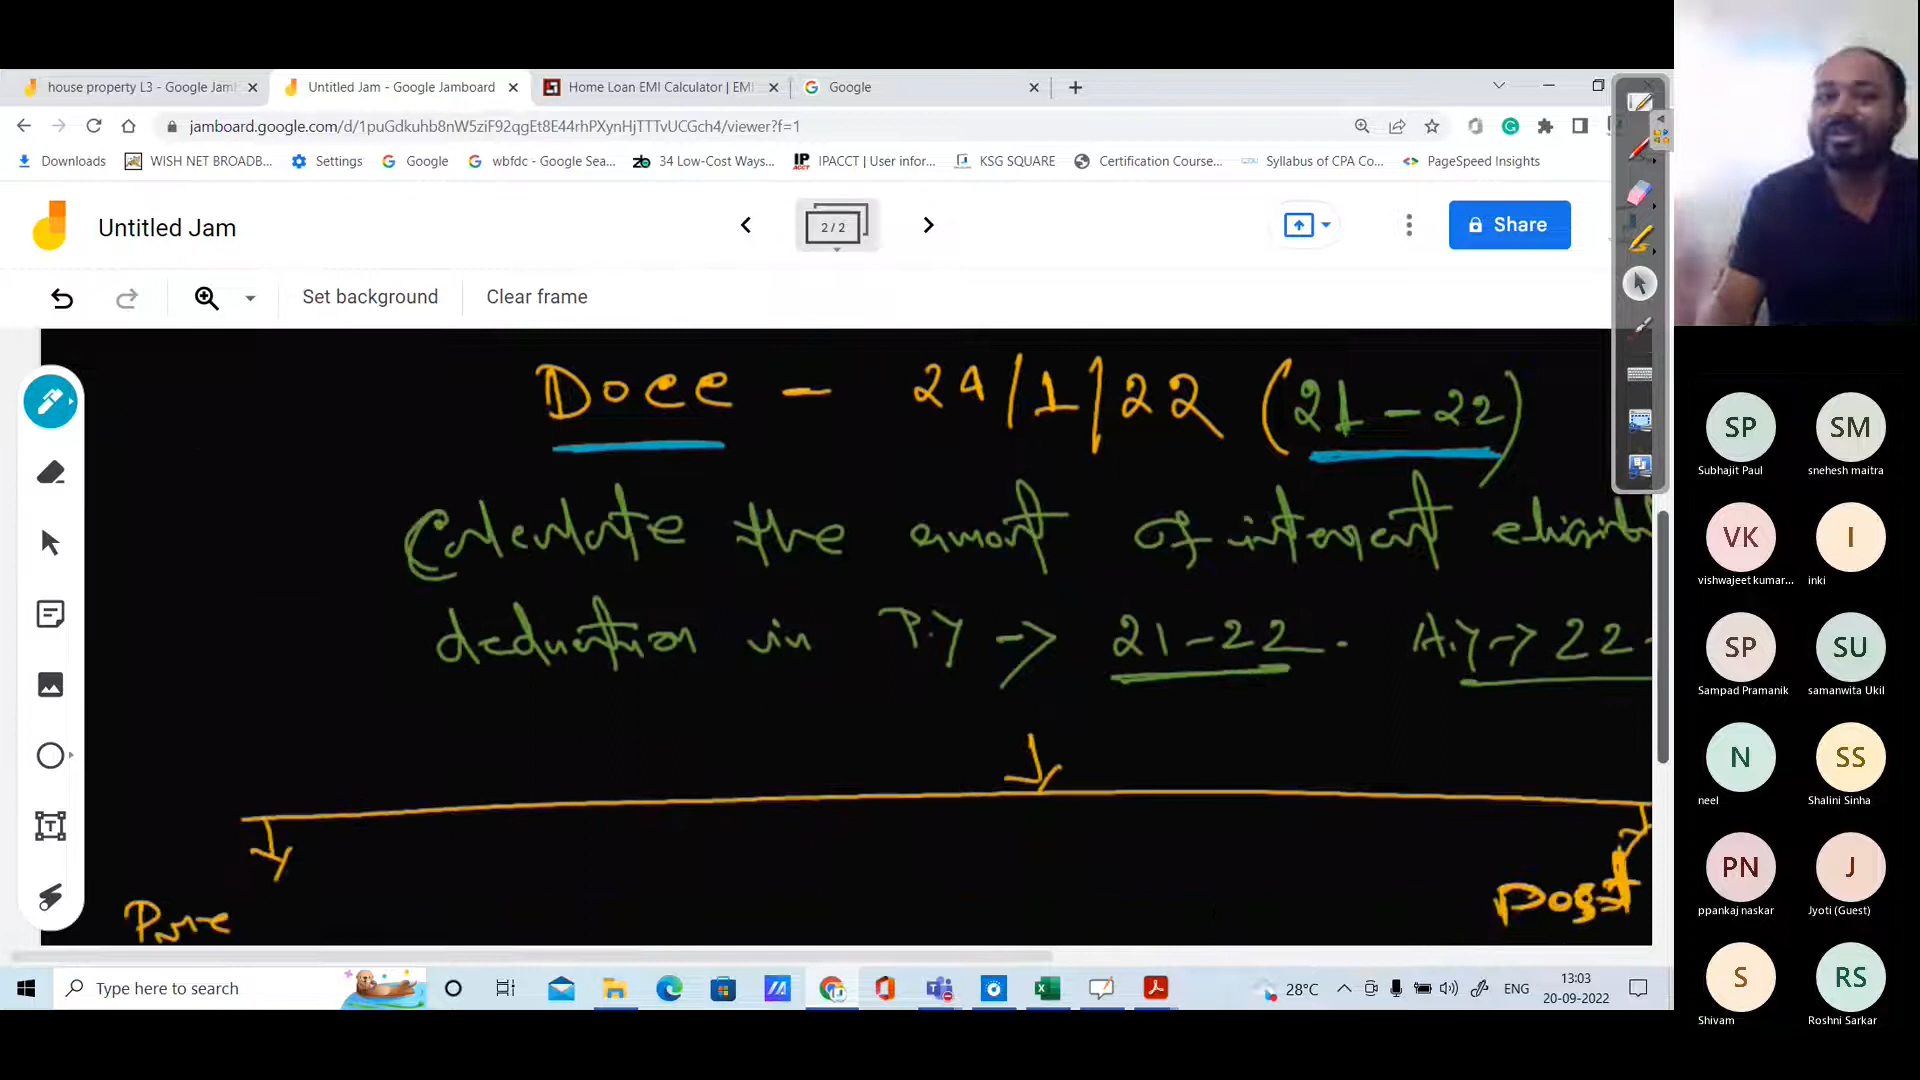 house property L3 - Google Jam
Untitled Jam - Google Jamboard
Home Loan EMI Calculator | EMI
Google
jamboard.google.com/d/1puGdkuhb8nW5ziF92qgEt8E44rhPXynHjTTTvUCGch4/viewer?f=1
Downloads
WISH NET BROADB...
Settings
Google
wbfdc - Google Sea...
34 Low-Cost Ways...
IPACCT | User infor...
KSG SQUARE
Certification Course...
Syllabus of CPA Co...
PageSpeed Insights
Untitled Jam
2 / 2
Share
Set background
Clear frame
DOCC - 24/1/22 (21-22)
Calculate the amont of interest
deduction in P.Y → 21-22. A.Y → 22-
Pre
Post
Type here to search
28°C
ENG
13:03
20-09-2022
SP
Subhajit Paul
SM
snehesh maitra
VK
vishwajeet kumar...
I
inki
SP
Sampad Pramanik
SU
samanwita Ukil
N
neel
SS
Shalini Sinha
PN
ppankaj naskar
J
Jyoti (Guest)
S
Shivam
RS
Roshni Sarkar